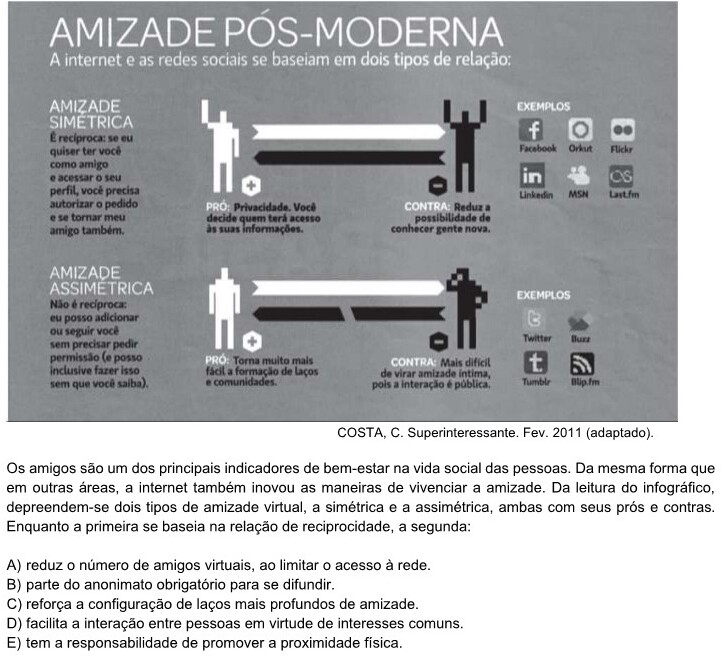 AMIZADE PÓS-MODERNA
A internet e as redes sociais se baseiam em dois tipos de relação:
AMIZADE
SIMÉTRICA
É recíproca: se eu
quiser ter você
como amigo
e acessar o seu
perfil, você precisa
autorizar o pedido
e se tornar meu
amigo também.
PRÓ: Privacidade. Você
decide quem terá acesso
às suas informações.
CONTRA: Reduz a
possibilidade de
conhecer gente nova.
EXEMPLOS
Facebook Orkut Flickr
Linkedin MSN Last.fm
AMIZADE
ASSIMÉTRICA
Não é recíproca:
eu posso adicionar
ou seguir você
sem precisar pedir
permissão (e posso
inclusive fazer isso
sem que você saiba).
PRÓ: Torna muito mais
fácil a formação de laços
e comunidades.
CONTRA: Mais difícil
de virar amizade íntima,
pois a interação é pública.
EXEMPLOS
Twitter Buzz
Tumblr Blip.fm
COSTA, C. Superinteressante. Fev. 2011 (adaptado).
Os amigos são um dos principais indicadores de bem-estar na vida social das pessoas. Da mesma forma que
em outras áreas, a internet também inovou as maneiras de vivenciar a amizade. Da leitura do infográfico,
depreendem-se dois tipos de amizade virtual, a simétrica e a assimétrica, ambas com seus prós e contras.
Enquanto a primeira se baseia na relação de reciprocidade, a segunda:
A) reduz o número de amigos virtuais, ao limitar o acesso à rede.
B) parte do anonimato obrigatório para se difundir.
C) reforça a configuração de laços mais profundos de amizade.
D) facilita a interação entre pessoas em virtude de interesses comuns.
E) tem a responsabilidade de promover a proximidade física.